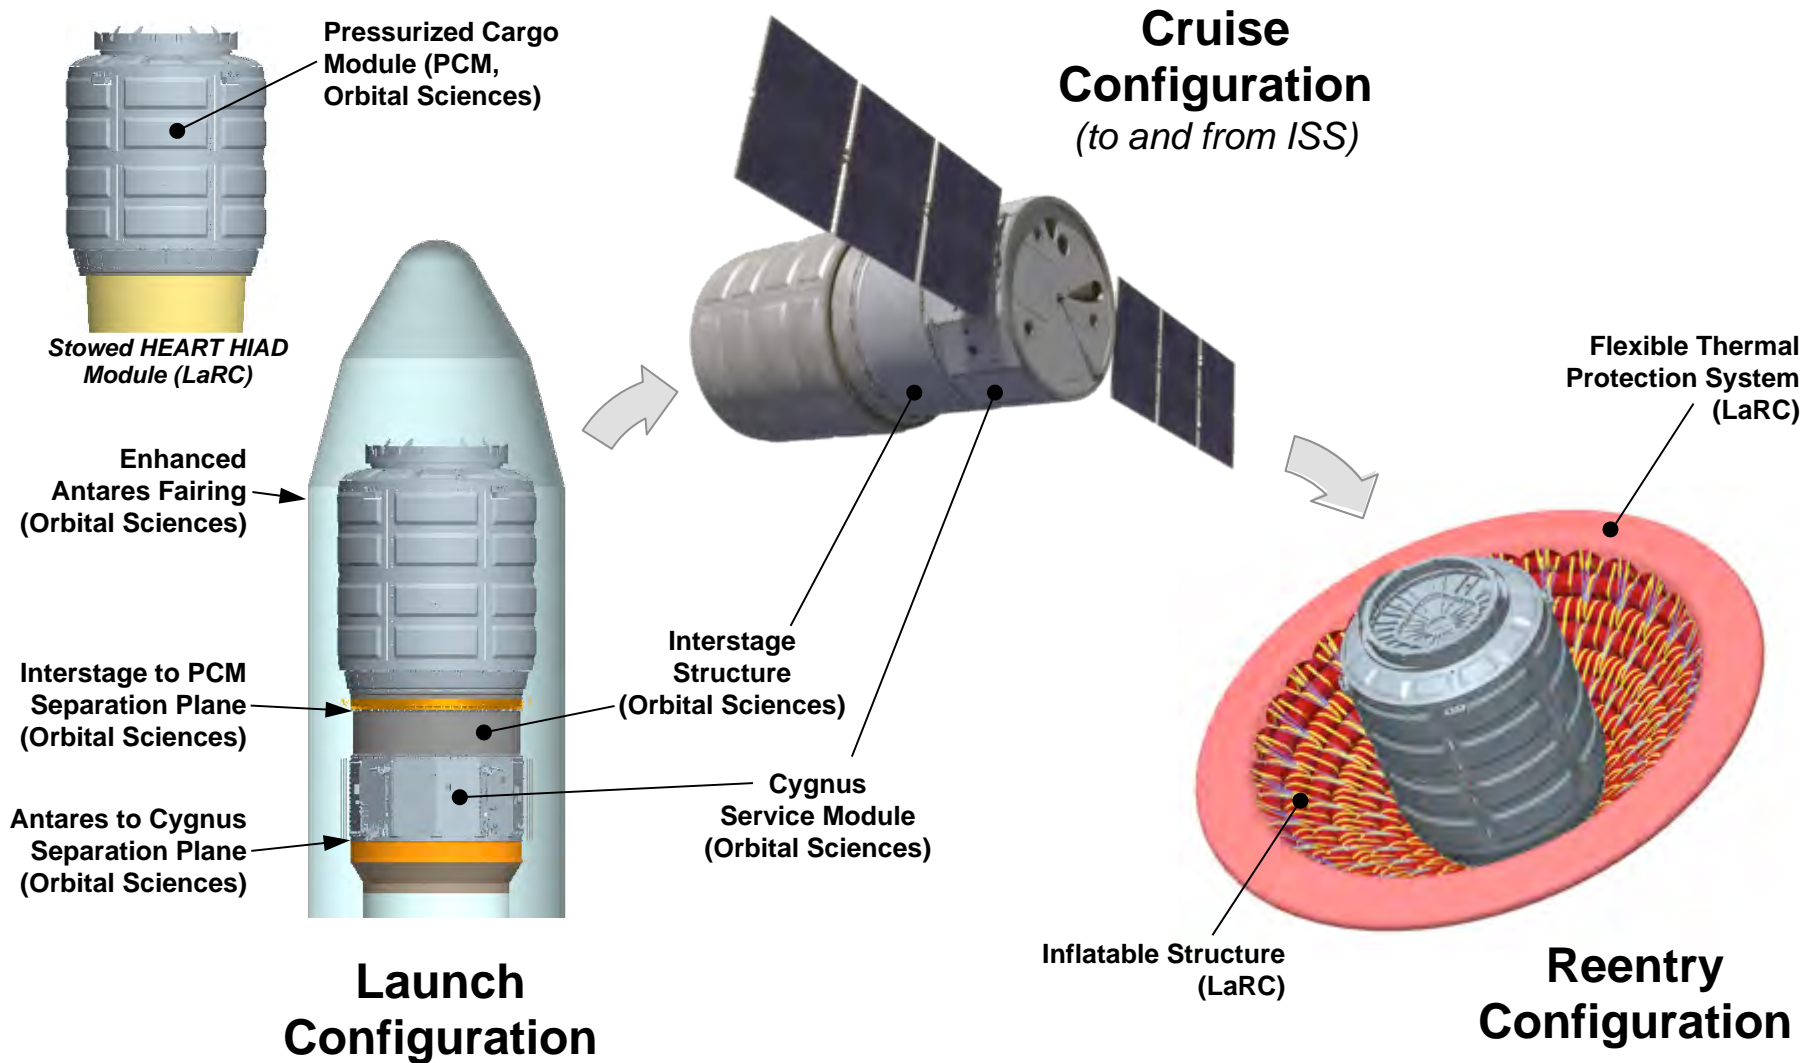 Pressurized Cargo
Module (PCM,
Orbital Sciences)
Stowed HEART HIAD
Module (LaRC)
Enhanced
Antares Fairing
(Orbital Sciences)
Interstage to PCM
Separation Plane
(Orbital Sciences)
Antares to Cygnus
Separation Plane
(Orbital Sciences)
Launch
Configuration
Cruise
Configuration
(to and from ISS)
Interstage
Structure
(Orbital Sciences)
Cygnus
Service Module
(Orbital Sciences)
Flexible Thermal
Protection System
(LaRC)
Inflatable Structure
(LaRC)
Reentry
Configuration